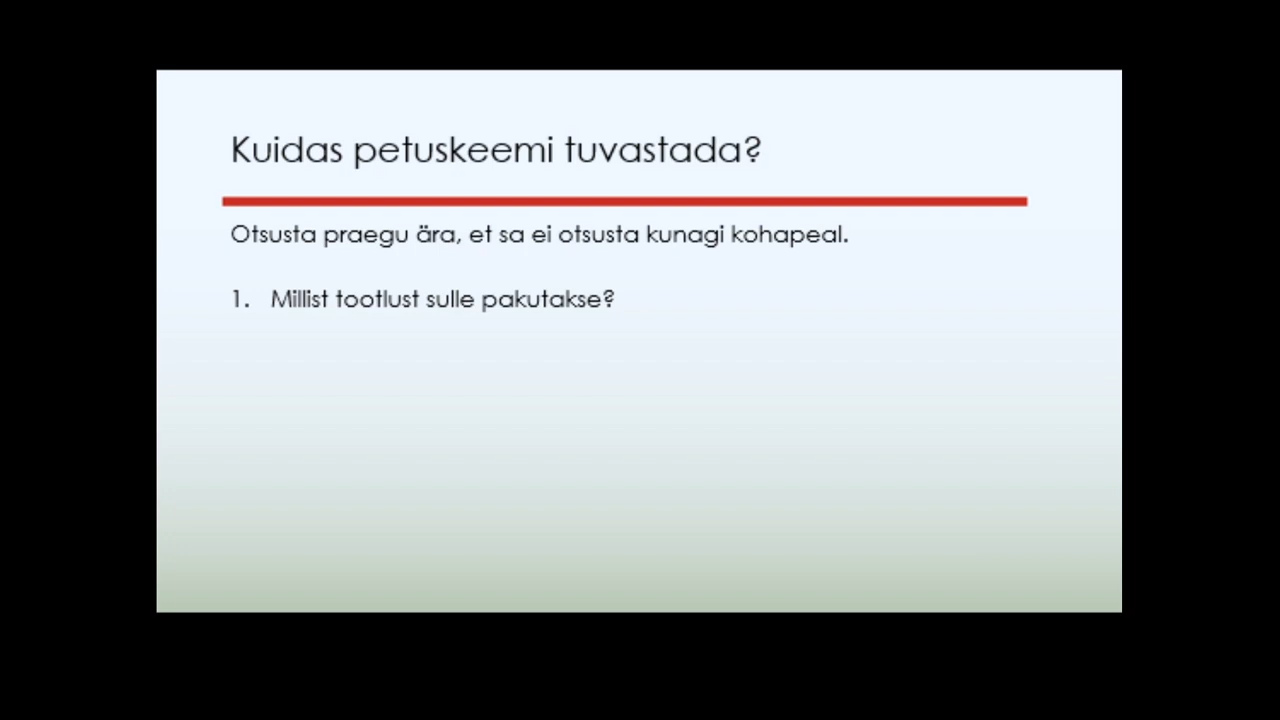 Kuidas petuskeemi tuvastada?
Otsusta praegu ära, et sa ei otsusta kunagi kohapeal.
1. Millist tootlust sulle pakutakse?